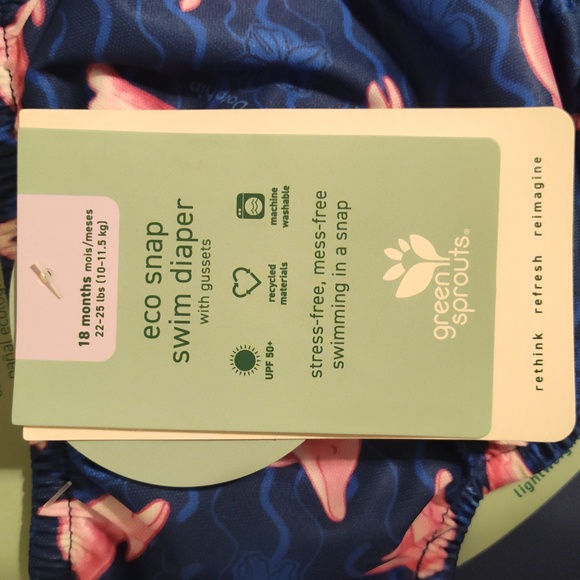 green
sprouts®
stress-free, mess-free
swimming in a snap
UPF 50+
recycled
materials
machine
washable
eco snap
swim diaper
with gussets
18 months mois/meses
22-25 lbs (10-11.5 kg)
rethink refresh reimagine
Dolphin